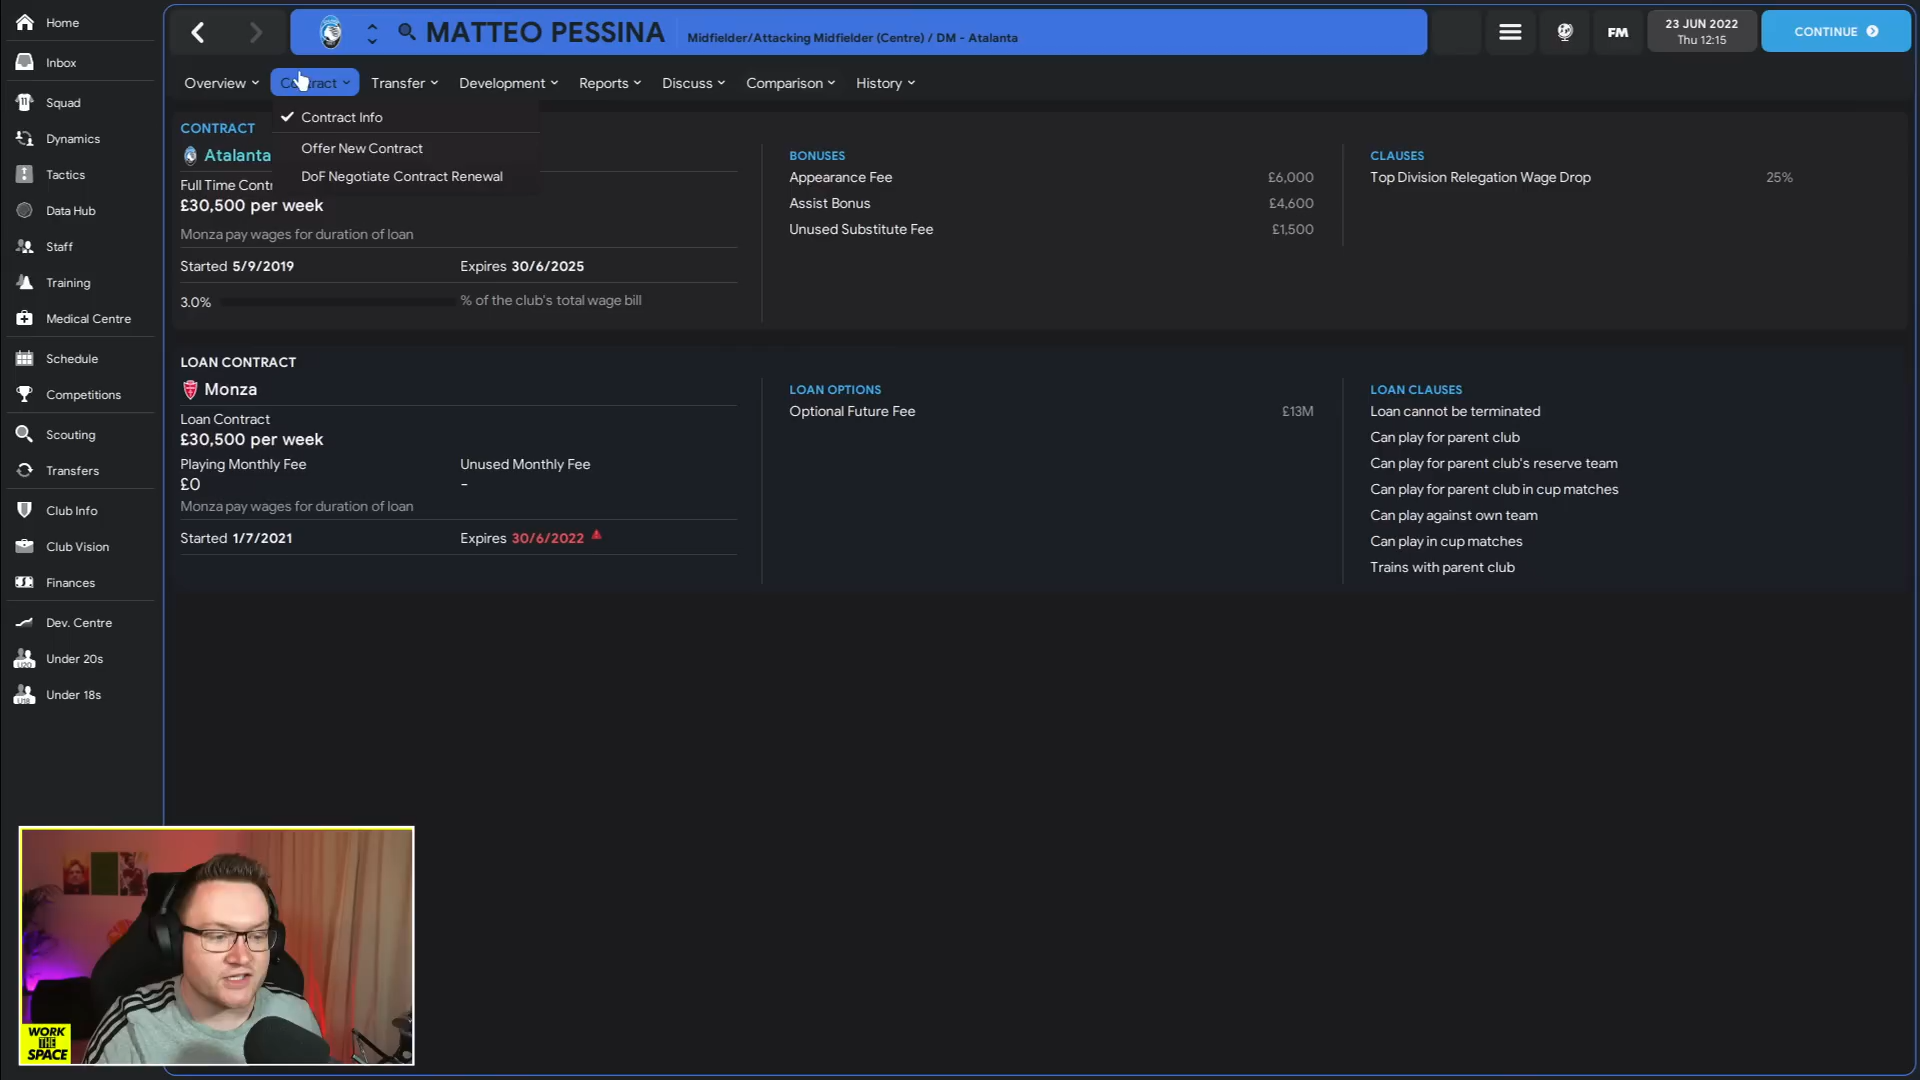 Home
Inbox
Squad
Dynamics
Tactics
Data Hub
Staff
Training
Medical Centre
Schedule
Competitions
Scouting
Transfers
Club Info
Club Vision
Finances
Dev. Centre
Under 20s
Under 18s
MATTEO PESSINA Midfielder/Attacking Midfielder (Centre) / DM - Atalanta
FM
23 JUN 2022
Thu 12:15
CONTINUE
Overview Contract Transfer Development Reports Discuss Comparison History
Contract Info
Offer New Contract
DoF Negotiate Contract Renewal
CONTRACT
Atalanta
Full Time Contr
£30,500 per week
Monza pay wages for duration of loan
Started 5/9/2019 Expires 30/6/2025
3.0% % of the club's total wage bill
BONUSES
Appearance Fee £6,000
Assist Bonus £4,600
Unused Substitute Fee £1,500
CLAUSES
Top Division Relegation Wage Drop 25%
LOAN CONTRACT
Monza
Loan Contract
£30,500 per week
Playing Monthly Fee Unused Monthly Fee
£0 -
Monza pay wages for duration of loan
Started 1/7/2021 Expires 30/6/2022
LOAN OPTIONS
Optional Future Fee £13M
LOAN CLAUSES
Loan cannot be terminated
Can play for parent club
Can play for parent club's reserve team
Can play for parent club in cup matches
Can play against own team
Can play in cup matches
Trains with parent club
WORK
THE
SPACE